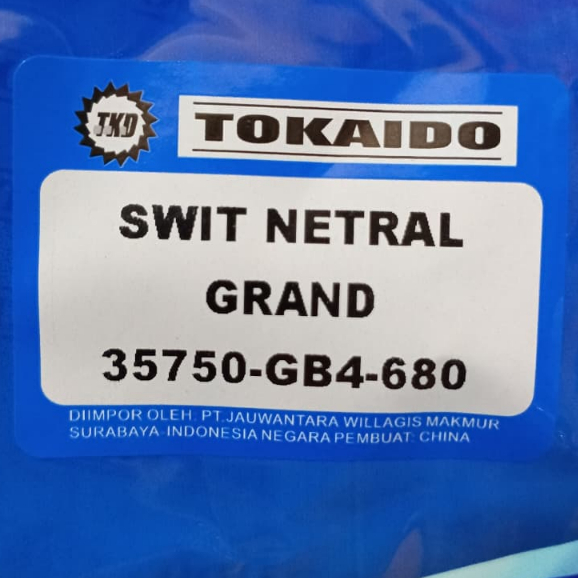 TKD TOKAIDO
SWIT NETRAL
GRAND
35750-GB4-680
DIIMPOR OLEH. PT.JAUWANTARA WILLAGIS MAKMUR
SURABAYA-INDONESIA NEGARA PEMBUAT: CHINA